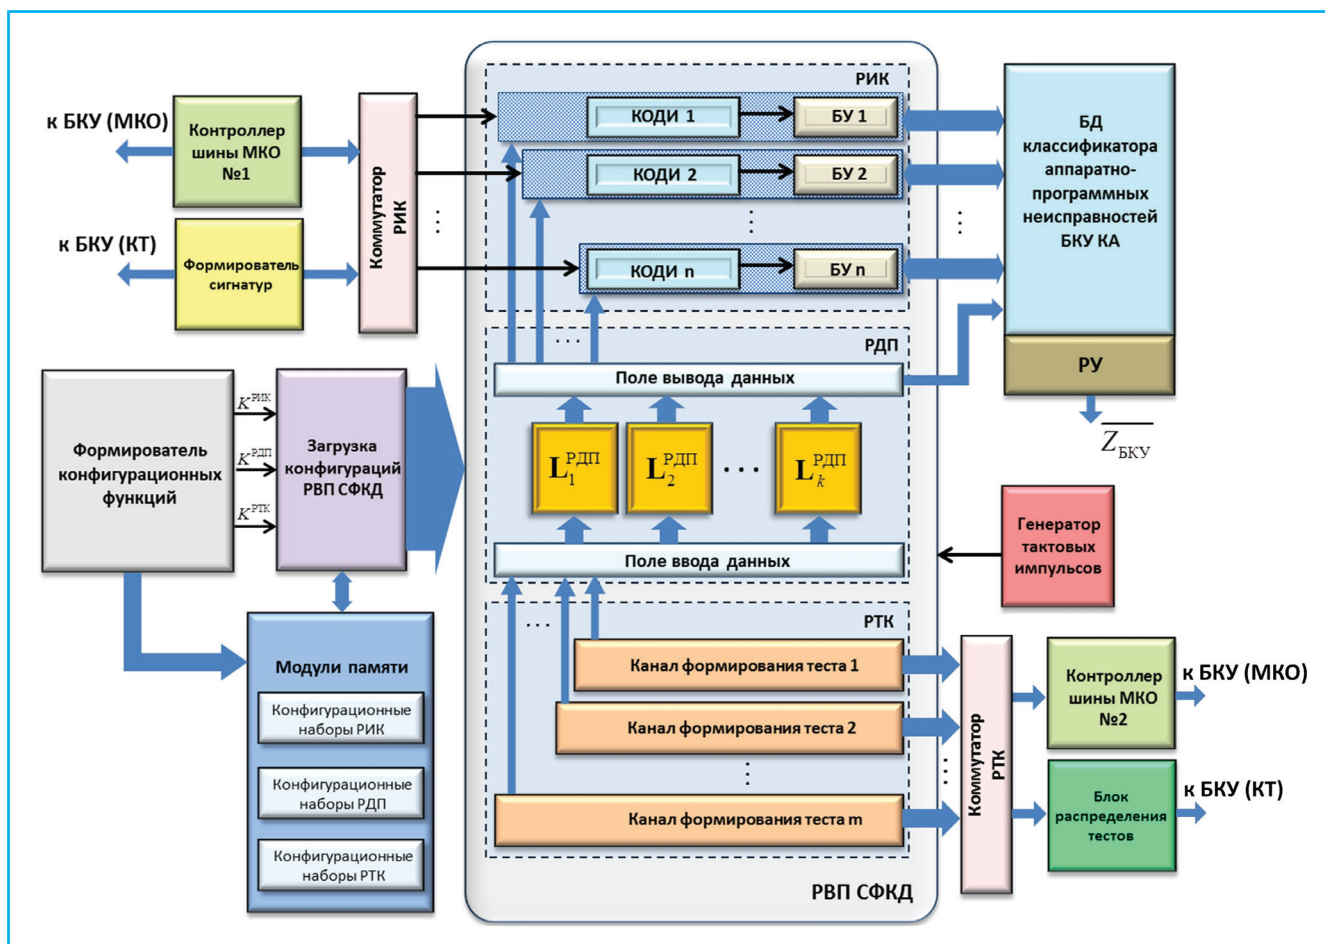 к БКУ (МКО)
Контроллер
шины МКО
№1
к БКУ (КТ)
Формирователь
сигнатур
Коммутатор
РИК
...
РИК
КОДИ 1
БУ 1
КОДИ 2
БУ 2
...
КОДИ n
БУ n
...
БД
классификатора
аппаратно-
программных
неисправностей
БКУ КА
РУ
Z БКУ
РДП
...
Поле вывода данных
L 1 РДП
L 2 РДП
...
L k РДП
Поле ввода данных
Формирователь
конфигурационных
функций
K РИК
K РДП
K РТК
Загрузка
конфигураций
РВП СФКД
Генератор
тактовых
импульсов
Модули памяти
Конфигурационные
наборы РИК
Конфигурационные
наборы РДП
Конфигурационные
наборы РТК
РТК
...
Канал формирования теста 1
Канал формирования теста 2
...
Канал формирования теста m
РВП СФКД
...
Коммутатор
РТК
Контроллер
шины МКО
№2
к БКУ (МКО)
Блок
распределения
тестов
к БКУ (КТ)